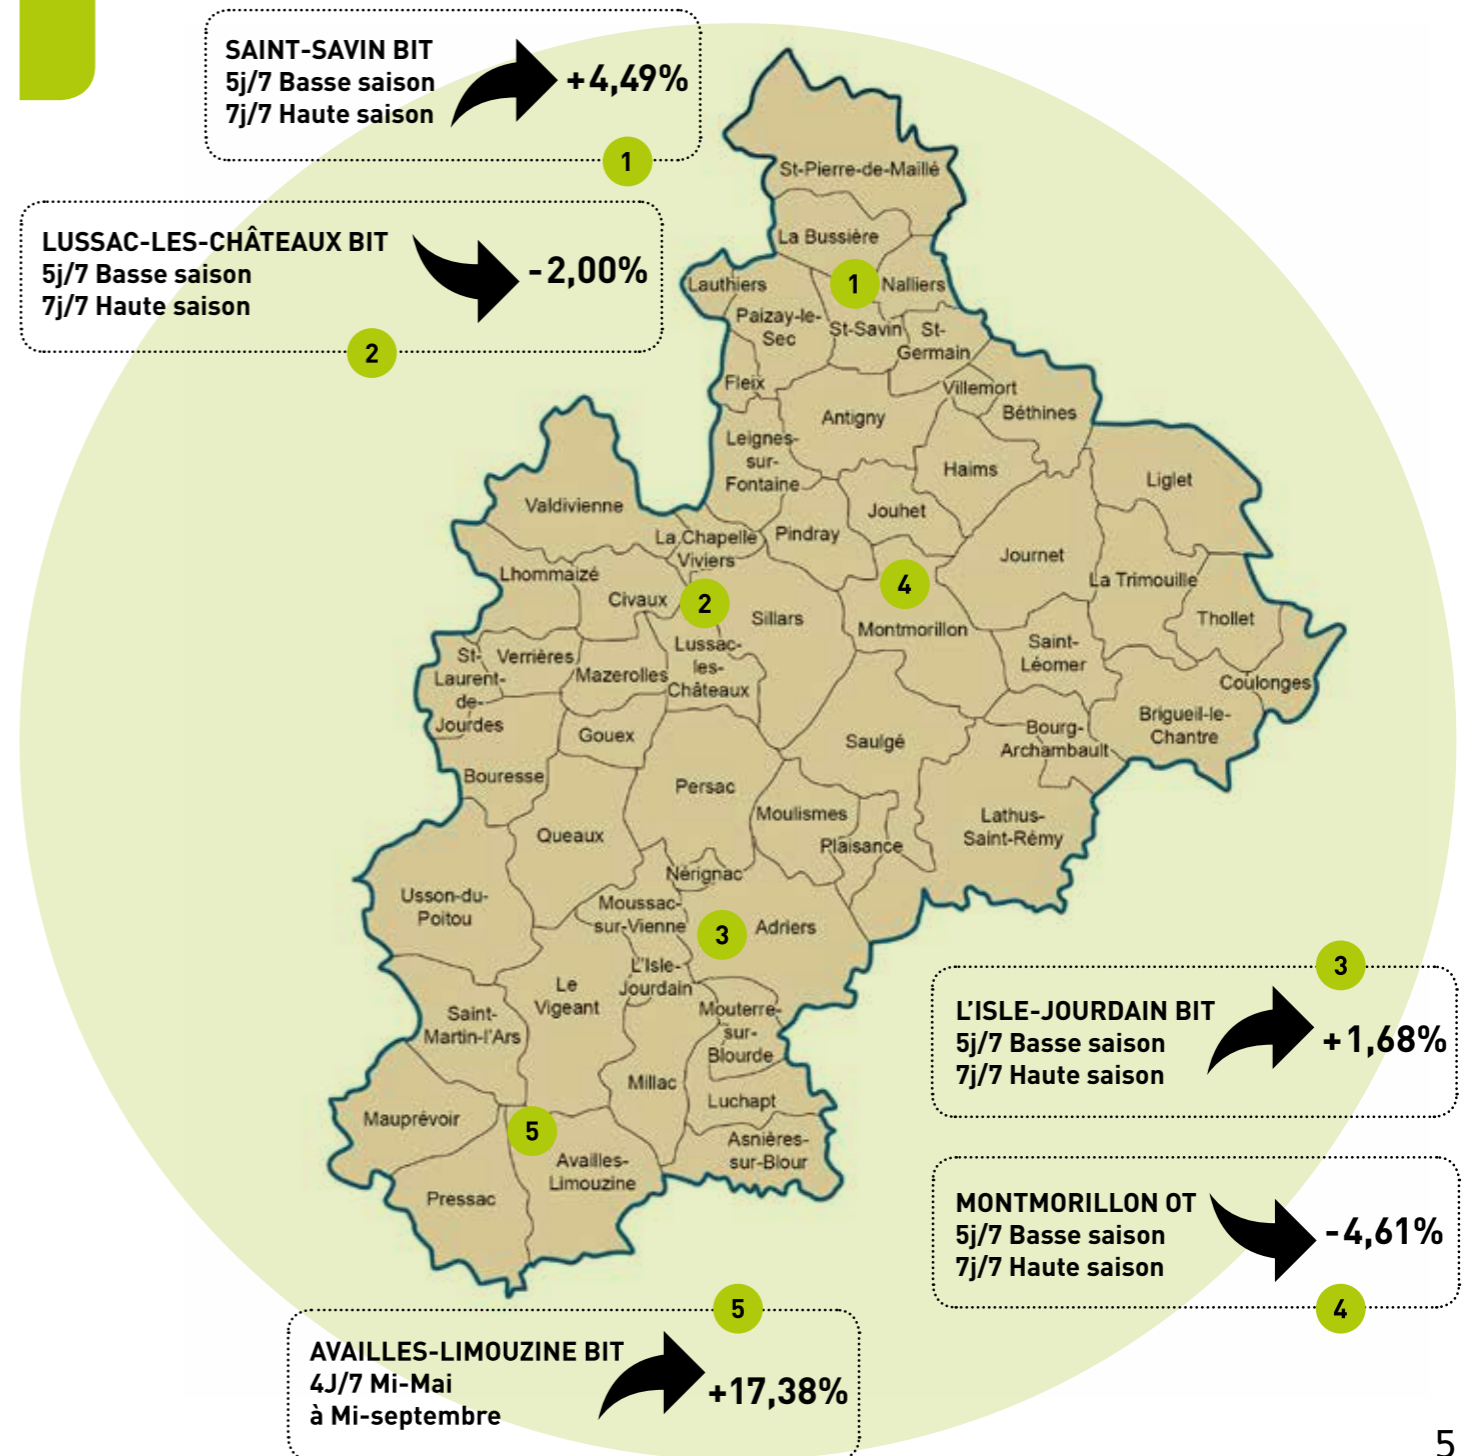 SAINT-SAVIN BIT
5j/7 Basse saison
7j/7 Haute saison
+4,49%
1
LUSSAC-LES-CHÂTEAUX BIT
5j/7 Basse saison
7j/7 Haute saison
-2,00%
2
St-Pierre-de-Maillé
La Bussière
1
Lauthiers
Nalliers
Paizay-le-
Sec
St-Savin
St-
Germain
Fleix
Villemort
Antigny
Béthines
Leignes-
sur-
Fontaine
Haims
Liglet
Valdivienne
Jouhet
La Chapelle
Viviers
Pindray
Journet
La Trimouille
Lhommaizé
Civaux
2
Sillars
4
Montmorillon
Thollet
Saint-
Léomer
Coulonges
St-
Laurent-
de-
Jourdes
Verrières
Mazerolles
Lussac-
les-
Châteaux
Gouex
Saulgé
Bourg-
Archambault
Brigueil-le-
Chantre
Bouresse
Persac
Moulismes
Plaisance
Lathus-
Saint-Rémy
Queaux
Nérignac
Usson-du-
Poitou
Moussac-
sur-Vienne
3
Adriers
L'Isle-
Jourdain
Le
Vigeant
Saint-
Martin-l'Ars
Mouterre-
sur-
Blourde
Millac
Luchapt
Mauprévoir
5
Availles-
Limouzine
Asnières-
sur-Blour
Pressac
3
L'ISLE-JOURDAIN BIT
5j/7 Basse saison
7j/7 Haute saison
+1,68%
MONTMORILLON OT
5j/7 Basse saison
7j/7 Haute saison
-4,61%
4
5
AVAILLES-LIMOUZINE BIT
4J/7 Mi-Mai
à Mi-septembre
+17,38%
5